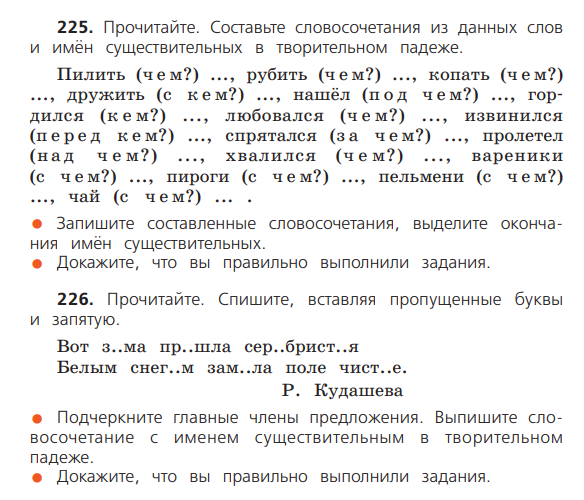 225. Прочитайте. Составьте словосочетания из данных слов
и имён существительных в творительном падеже.
Пилить (чем?) ..., рубить (чем?) ..., копать (чем?)
..., дружить (с кем?) ..., нашёл (под чем?) ..., гор-
дился (кем?) ..., любовался (чем?) ..., извинился
(перед кем?) ..., спрятался (за чем?) ..., пролетел
(над чем?) ..., хвалился (чем?) ..., вареники
(с чем?) ..., пироги (с чем?) ..., пельмени (с чем?)
..., чай (с чем?) ... .
● Запишите составленные словосочетания, выделите оконча-
ния имён существительных.
● Докажите, что вы правильно выполнили задания.
226. Прочитайте. Спишите, вставляя пропущенные буквы
и запятую.
Вот з..ма пр..шла сер..брист..я
Белым снег..м зам..ла поле чист..е.
Р. Кудашева
● Подчеркните главные члены предложения. Выпишите сло-
восочетание с именем существительным в творительном
падеже.
● Докажите, что вы правильно выполнили задания.